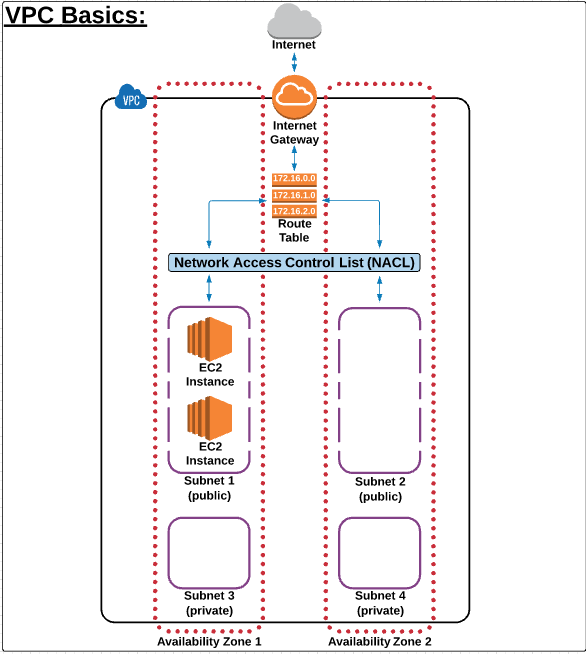 VPC Basics:
Internet
VPC
Internet
Gateway
172.16.0.0
172.16.1.0
172.16.2.0
Route
Table
Network Access Control List (NACL)
EC2
Instance
EC2
Instance
Subnet 1
(public)
Subnet 2
(public)
Subnet 3
(private)
Subnet 4
(private)
Availability Zone 1
Availability Zone 2